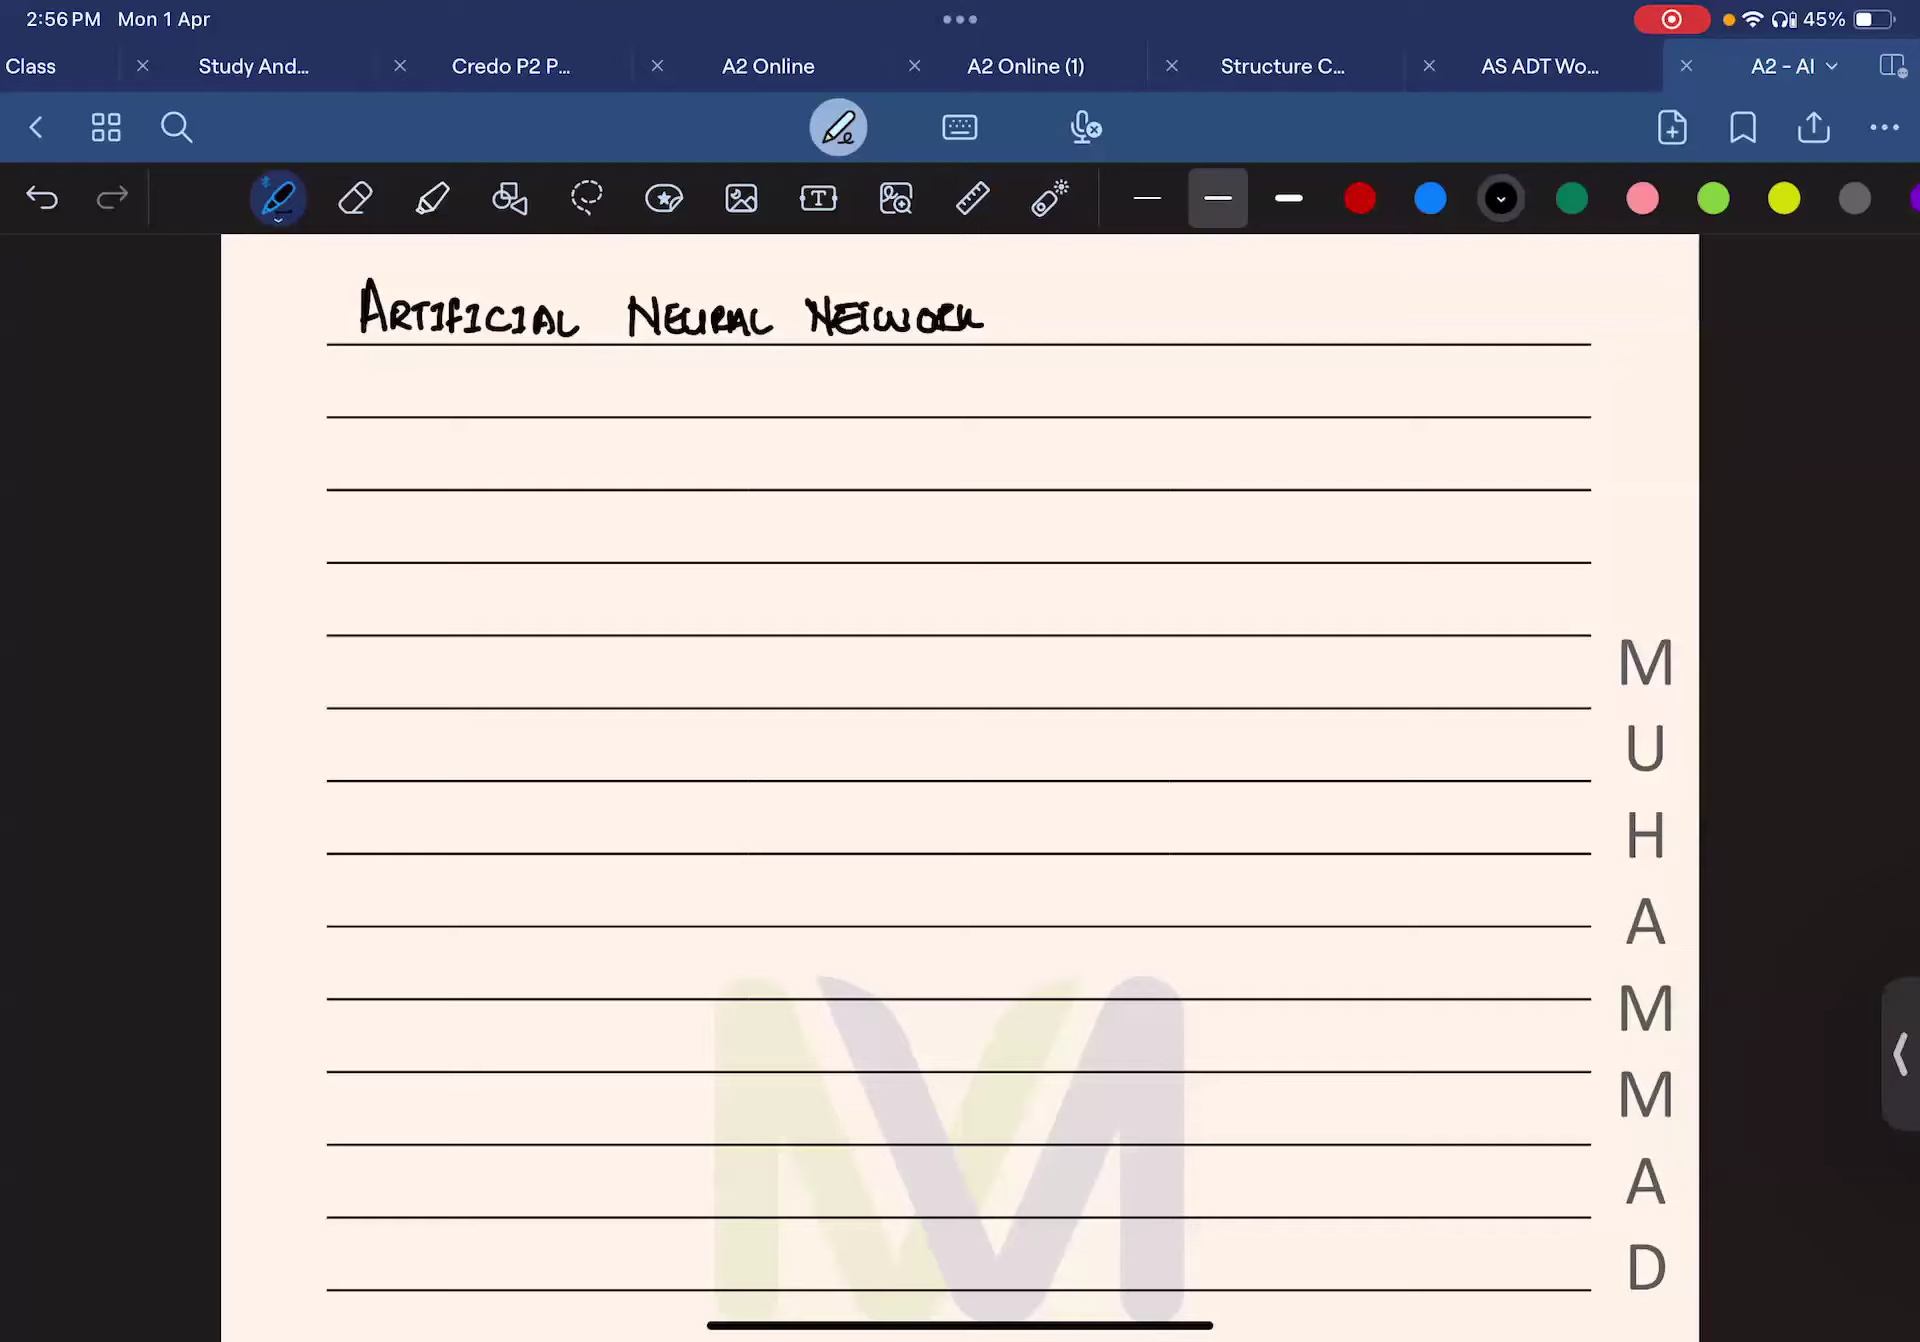 2:56 PM Mon 1 Apr 45%
Class Study And... Credo P2 P... A2 Online A2 Online (1) Structure C... AS ADT Wo... A2 - AI
ARTIFICIAL NEURAL NETWORK
M
U
H
A
M
M
A
D